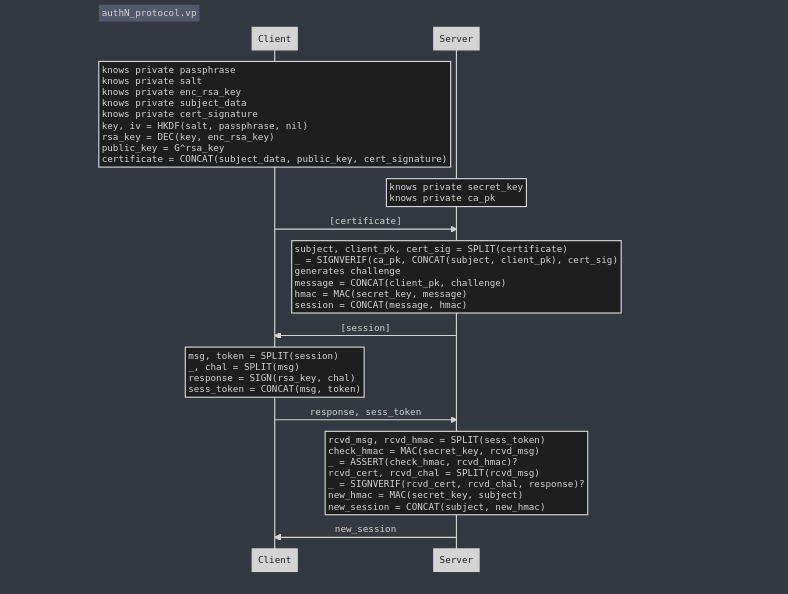 authN_protocol.vp
Client
Server
knows private passphrase
knows private salt
knows private enc_rsa_key
knows private subject_data
knows private cert_signature
key, iv = HKDF(salt, passphrase, nil)
rsa_key = DEC(key, enc_rsa_key)
public_key = G^rsa_key
certificate = CONCAT(subject_data, public_key, cert_signature)
knows private secret_key
knows private ca_pk
[certificate]
subject, client_pk, cert_sig = SPLIT(certificate)
_ = SIGNVERIF(ca_pk, CONCAT(subject, client_pk), cert_sig)
generates challenge
message = CONCAT(client_pk, challenge)
hmac = MAC(secret_key, message)
session = CONCAT(message, hmac)
[session]
msg, token = SPLIT(session)
_, chal = SPLIT(msg)
response = SIGN(rsa_key, chal)
sess_token = CONCAT(msg, token)
response, sess_token
rcvd_msg, rcvd_hmac = SPLIT(sess_token)
check_hmac = MAC(secret_key, rcvd_msg)
_ = ASSERT(check_hmac, rcvd_hmac)?
rcvd_cert, rcvd_chal = SPLIT(rcvd_msg)
_ = SIGNVERIF(rcvd_cert, rcvd_chal, response)?
new_hmac = MAC(secret_key, subject)
new_session = CONCAT(subject, new_hmac)
new_session
Client
Server